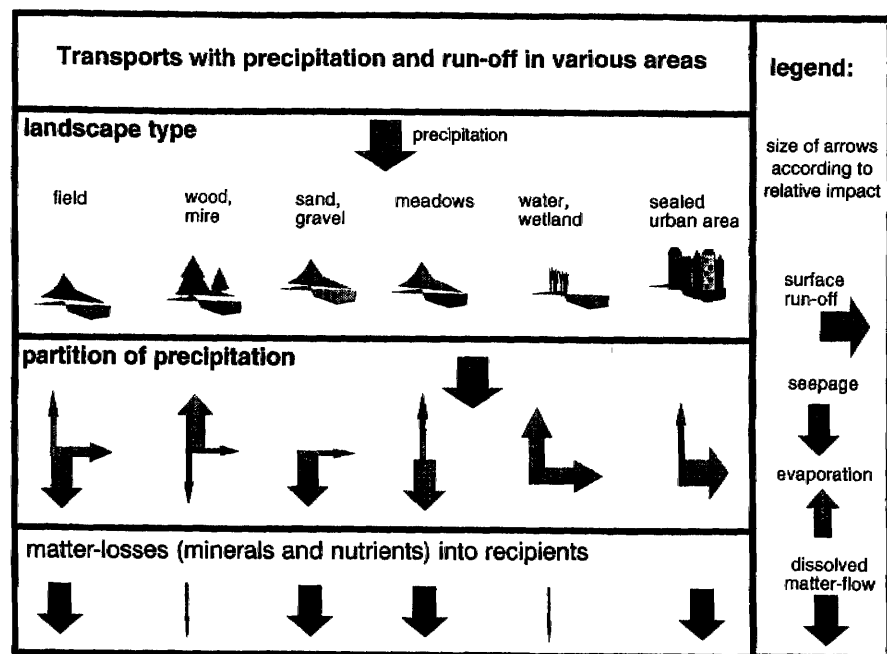 Transports with precipitation and run-off in various areas
landscape type
precipitation
field
wood,
mire
sand,
gravel
meadows
water,
wetland
sealed
urban area
partition of precipitation
matter-losses (minerals and nutrients) into recipients
legend:
size of arrows
according to
relative impact
surface
run-off
seepage
evaporation
dissolved
matter-flow